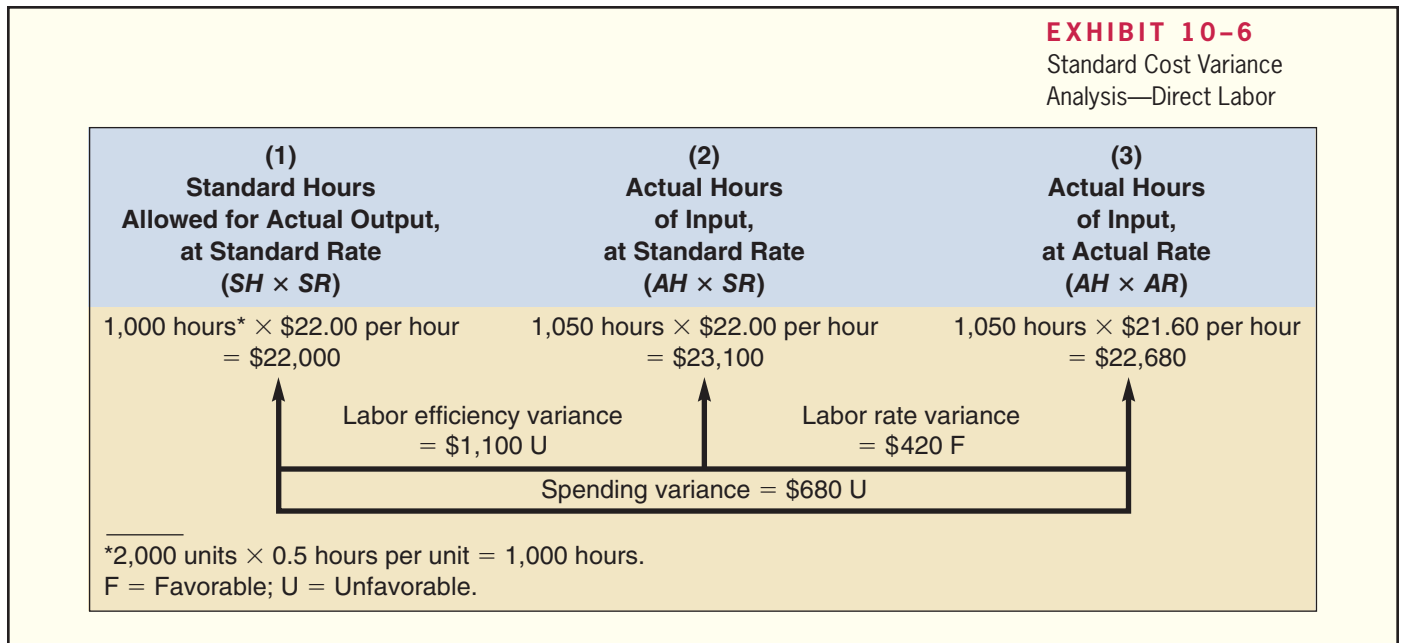 EXHIBIT 10–6
Standard Cost Variance
Analysis—Direct Labor
(1)
Standard Hours
Allowed for Actual Output,
at Standard Rate
(SH × SR)
(2)
Actual Hours
of Input,
at Standard Rate
(AH × SR)
(3)
Actual Hours
of Input,
at Actual Rate
(AH × AR)
1,000 hours* × $22.00 per hour
= $22,000
1,050 hours × $22.00 per hour
= $23,100
1,050 hours × $21.60 per hour
= $22,680
Labor efficiency variance
= $1,100 U
Labor rate variance
= $420 F
Spending variance = $680 U
*2,000 units × 0.5 hours per unit = 1,000 hours.
F = Favorable; U = Unfavorable.